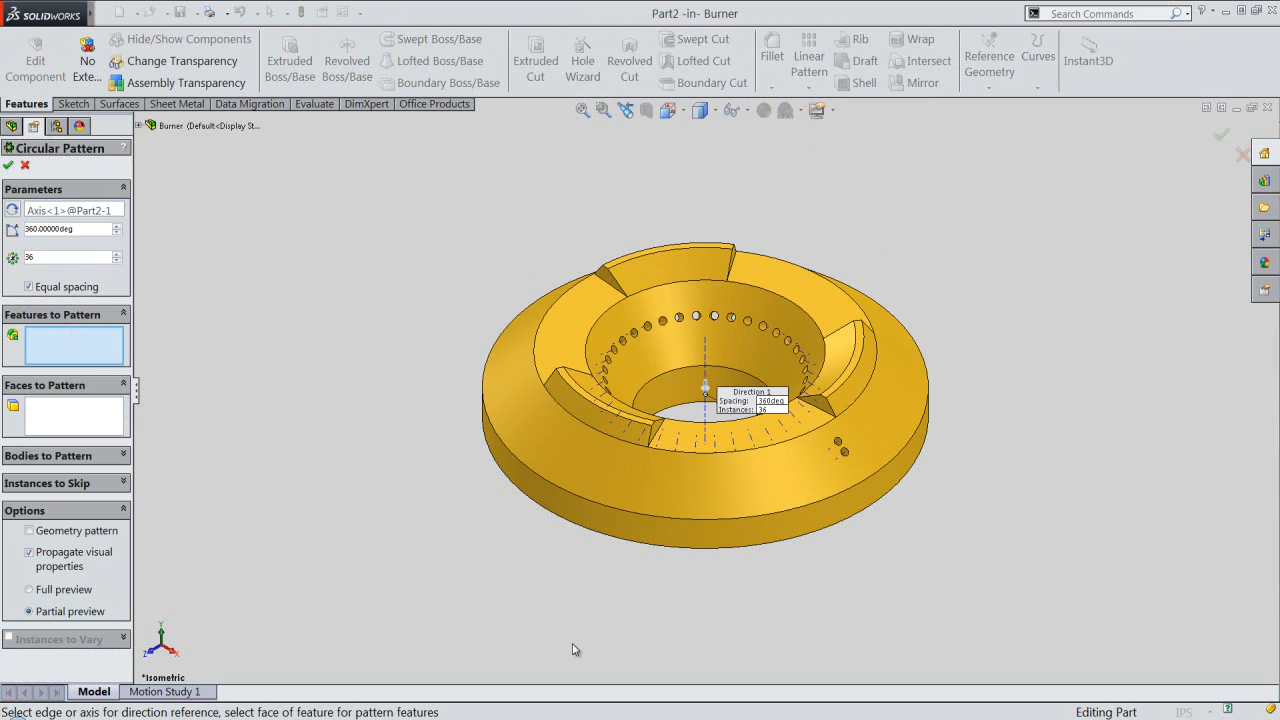 SOLIDWORKS
Part2 -in- Burner
Search Commands
Edit Component
No Exte...
Hide/Show Components
Change Transparency
Assembly Transparency
Extruded Boss/Base
Revolved Boss/Base
Swept Boss/Base
Lofted Boss/Base
Boundary Boss/Base
Extruded Cut
Hole Wizard
Revolved Cut
Swept Cut
Lofted Cut
Boundary Cut
Fillet
Linear Pattern
Rib
Draft
Shell
Wrap
Intersect
Mirror
Reference Geometry
Curves
Instant3D
Features
Sketch
Surfaces
Sheet Metal
Data Migration
Evaluate
DimXpert
Office Products
Burner (Default<Display St...
Circular Pattern
?
Parameters
Axis<1>@Part2-1
360.00000deg
36
Equal spacing
Features to Pattern
Faces to Pattern
Bodies to Pattern
Instances to Skip
Options
Geometry pattern
Propagate visual properties
Full preview
Partial preview
Instances to Vary
Direction 1
Spacing: 360deg
Instances: 36
Y
Z
X
*Isometric
Model
Motion Study 1
Select edge or axis for direction reference, select face of feature for pattern features
Editing Part
IPS